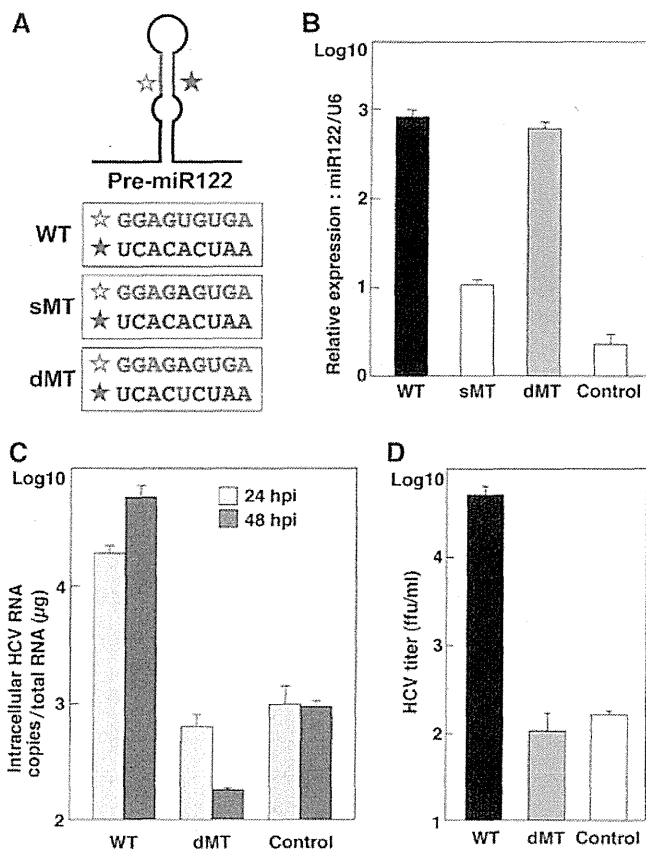 A
Pre-miR122
WT
☆ GGAGUGUGA
★ UCACACUAA
sMT
☆ GGAGAGUGA
★ UCACACUAA
dMT
☆ GGAGAGUGA
★ UCACUCUAA
B
Log10
Relative expression : miR122/U6
3
2
1
0
WT sMT dMT Control
C
Log10
Intracellular HCV RNA
copies/total RNA (μg)
4
3
2
24 hpi
48 hpi
WT dMT Control
D
Log10
HCV titer (ffu/ml)
4
3
2
1
WT dMT Control